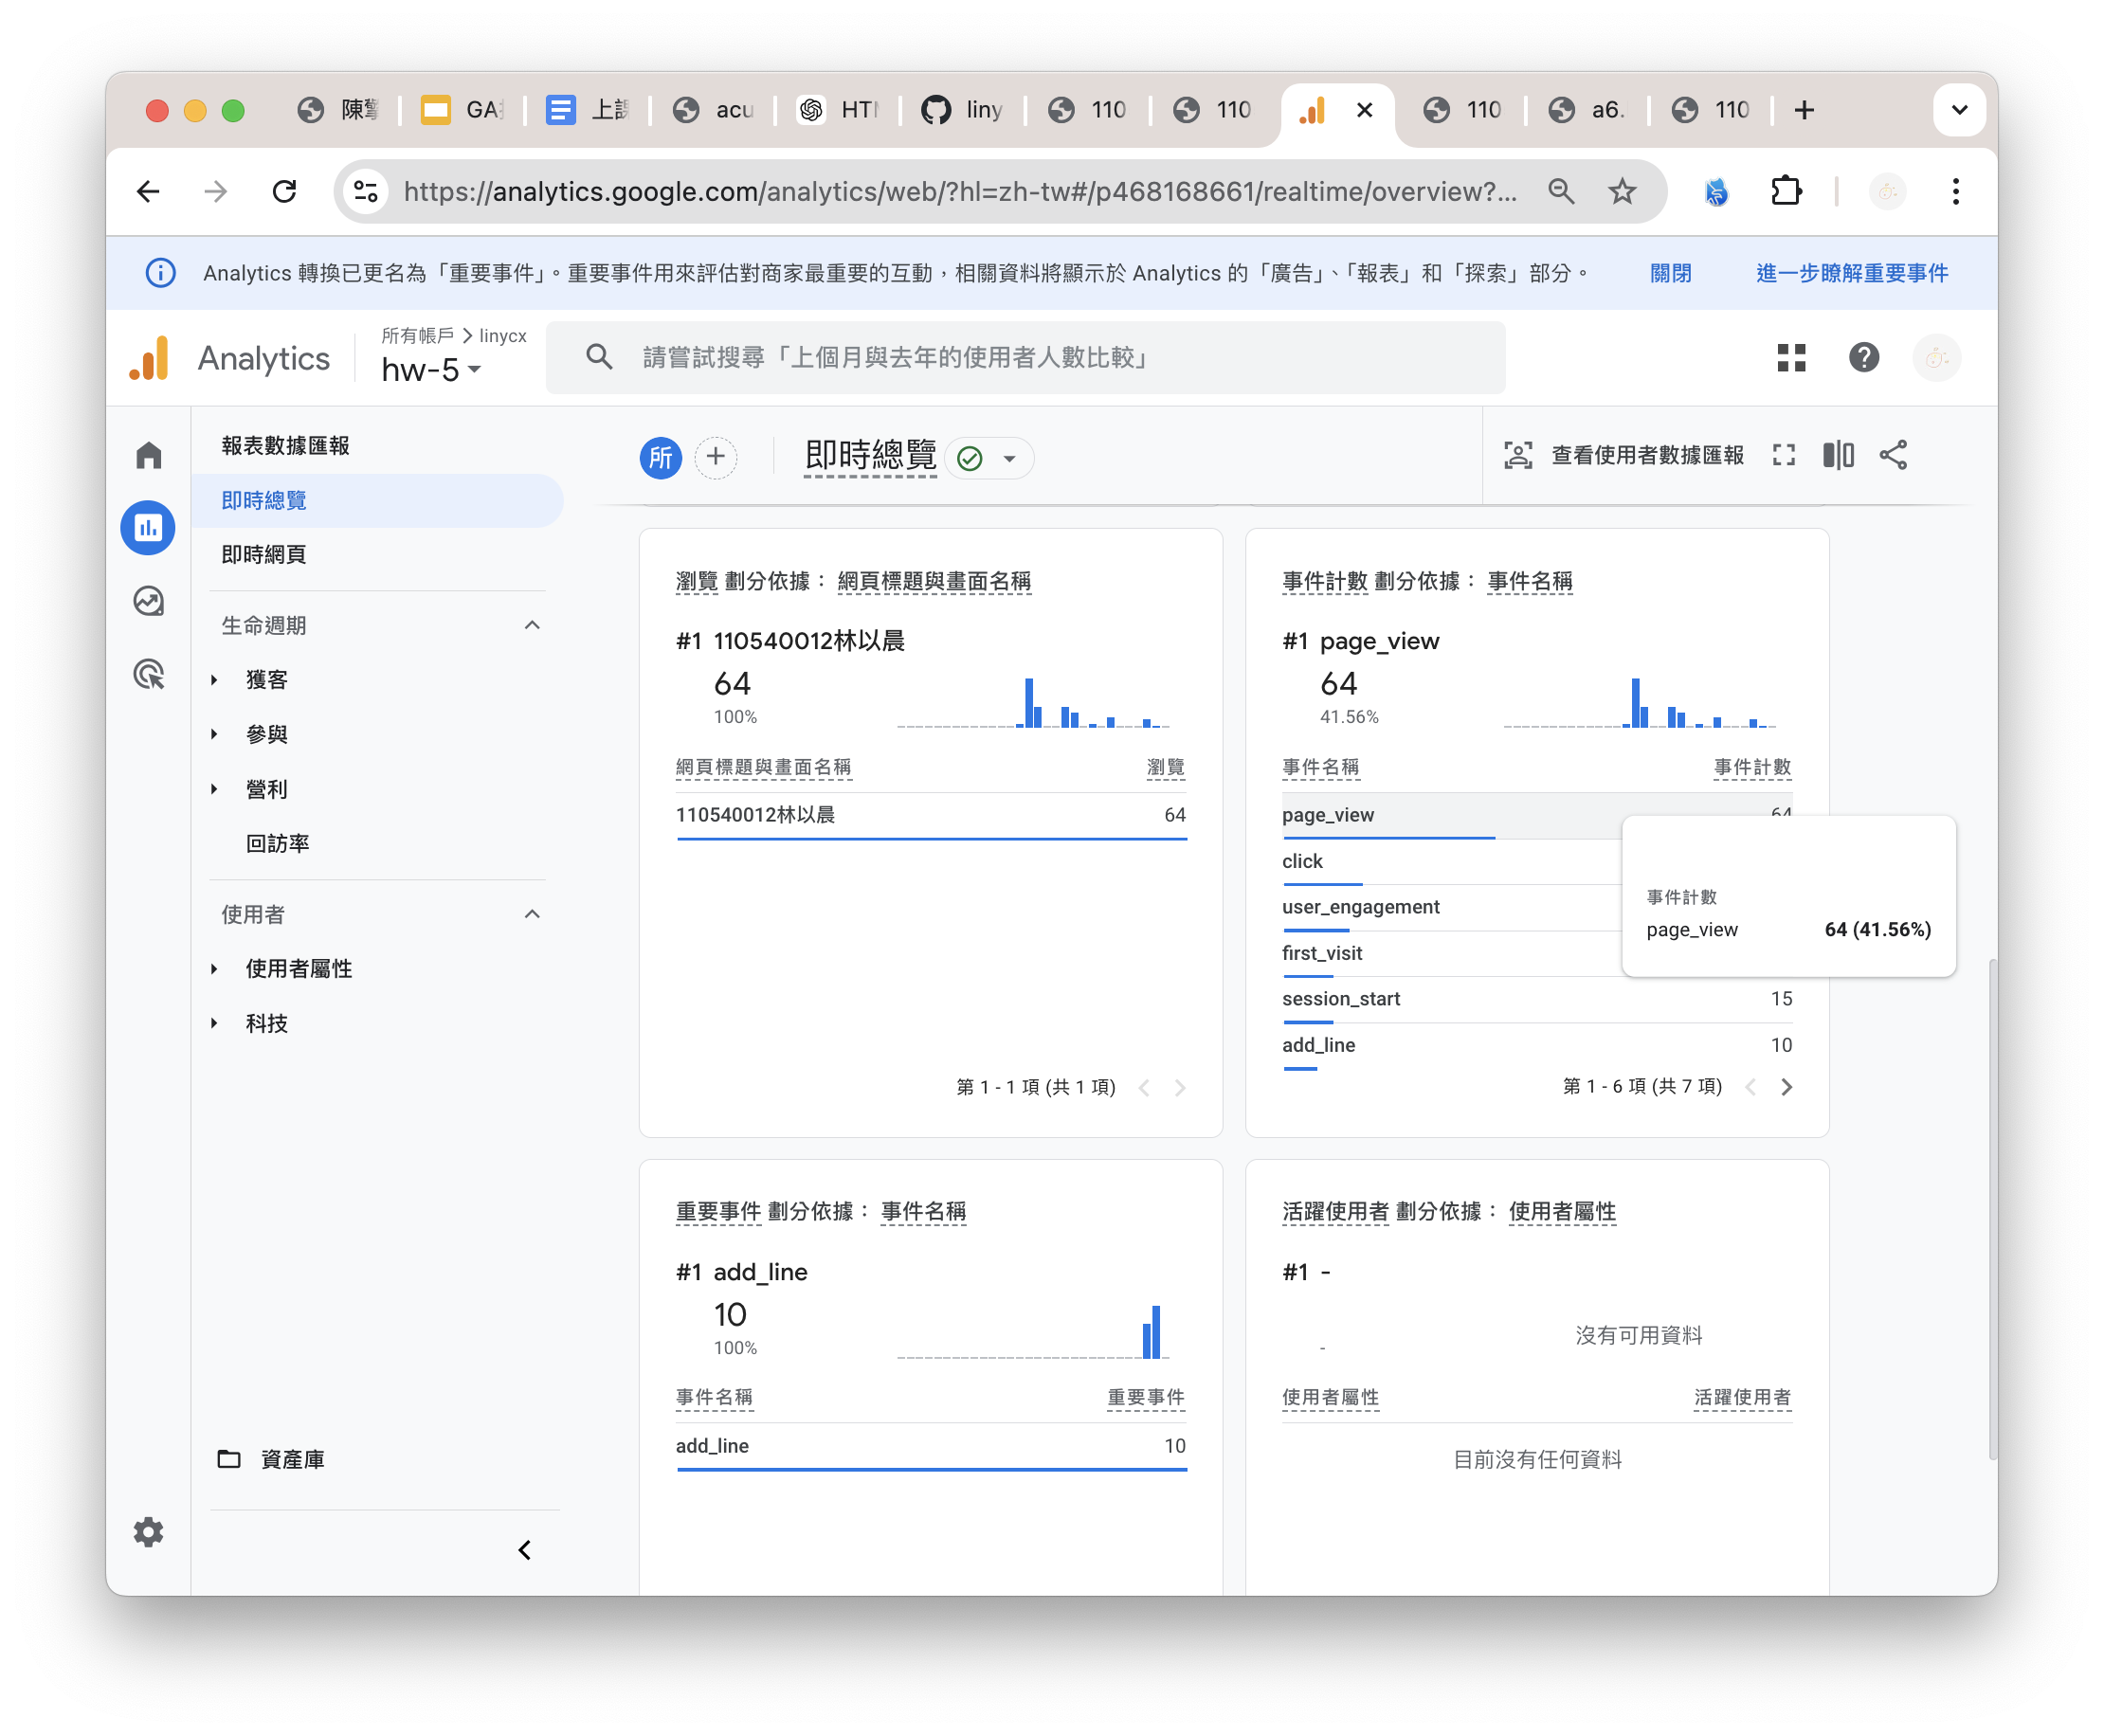 陳
GA
上
acu
HT
liny
110
110
110
a6.
110
https://analytics.google.com/analytics/web/?hl=zh-tw#/p468168661/realtime/overview?...
Analytics 轉換已更名為「重要事件」。重要事件用來評估對商家最重要的互動，相關資料將顯示於 Analytics 的「廣告」、「報表」和「探索」部分。
關閉
進一步瞭解重要事件
Analytics
所有帳戶 > linycx
hw-5
請嘗試搜尋「上個月與去年的使用者人數比較」
報表數據匯報
即時總覽
即時網頁
生命週期
獲客
參與
營利
回訪率
使用者
使用者屬性
科技
資產庫
所
即時總覽
查看使用者數據匯報
瀏覽 劃分依據： 網頁標題與畫面名稱
#1 110540012林以晨
64
100%
網頁標題與畫面名稱 瀏覽
110540012林以晨 64
第 1 - 1 項 (共 1 項)
事件計數 劃分依據： 事件名稱
#1 page_view
64
41.56%
事件名稱 事件計數
page_view 64
click
user_engagement
first_visit
session_start 15
add_line 10
第 1 - 6 項 (共 7 項)
事件計數
page_view 64 (41.56%)
重要事件 劃分依據： 事件名稱
#1 add_line
10
100%
事件名稱 重要事件
add_line 10
活躍使用者 劃分依據： 使用者屬性
#1 -
-
沒有可用資料
使用者屬性 活躍使用者
目前沒有任何資料